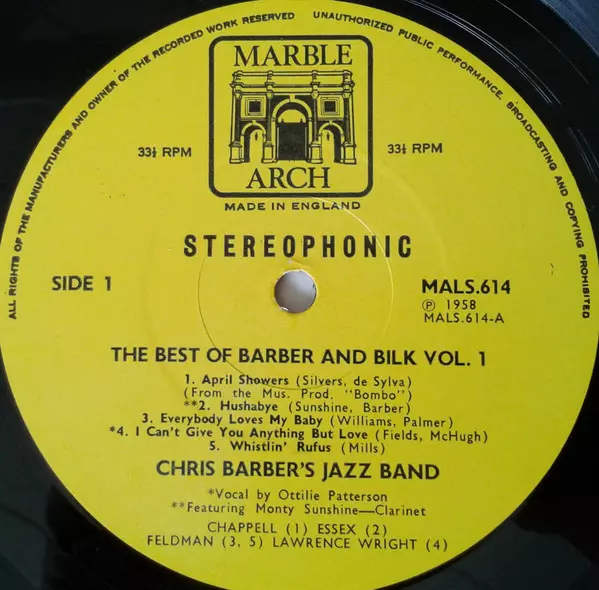 ALL RIGHTS OF THE MANUFACTURERS AND OWNER OF THE RECORDED WORK RESERVED
UNAUTHORIZED PUBLIC PERFORMANCE, BROADCASTING AND COPYING PROHIBITED
MARBLE
ARCH
33⅓ RPM
33⅓ RPM
MADE IN ENGLAND
STEREOPHONIC
SIDE 1
MALS.614
℗ 1958
MALS.614-A
THE BEST OF BARBER AND BILK VOL. 1
1. April Showers (Silvers, de Sylva)
(From the Mus. Prod. "Bombo")
**2. Hushabye (Sunshine, Barber)
3. Everybody Loves My Baby (Williams, Palmer)
*4. I Can't Give You Anything But Love (Fields, McHugh)
5. Whistlin' Rufus (Mills)
CHRIS BARBER'S JAZZ BAND
*Vocal by Ottilie Patterson
**Featuring Monty Sunshine—Clarinet
CHAPPELL (1) ESSEX (2)
FELDMAN (3, 5) LAWRENCE WRIGHT (4)